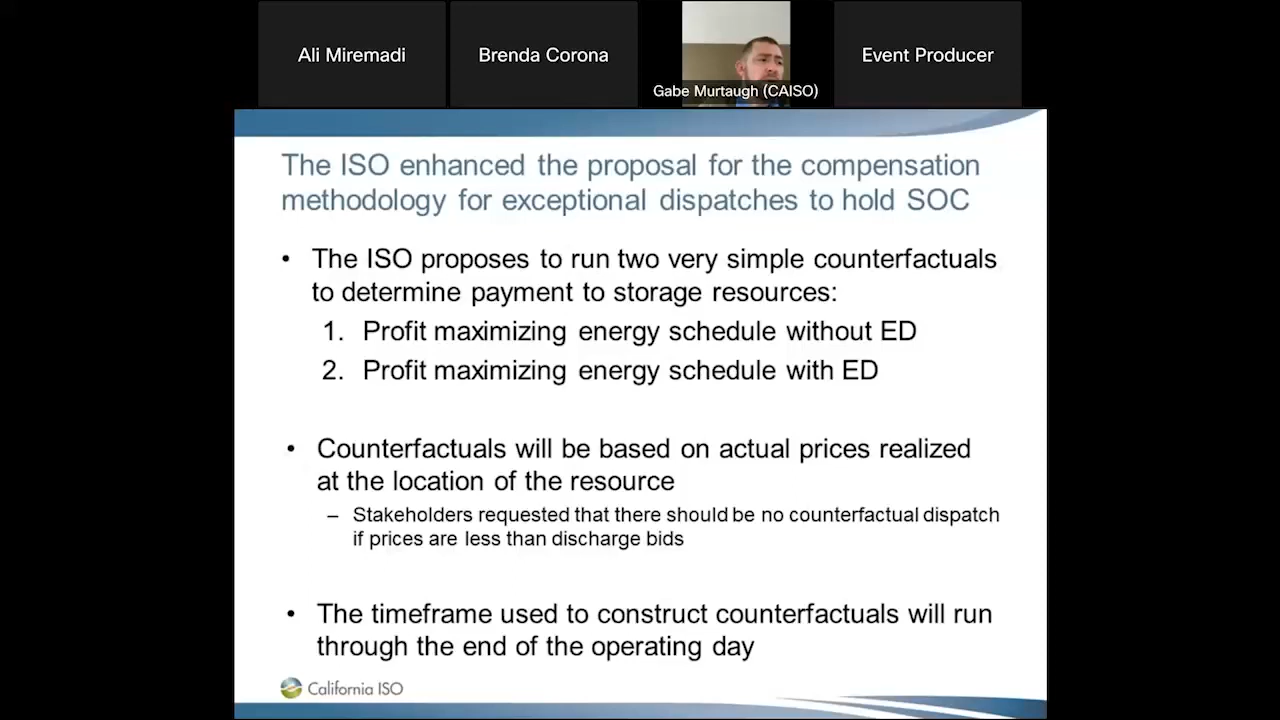 Ali Miremadi
Brenda Corona
Gabe Murtaugh (CAISO)
Event Producer
The ISO enhanced the proposal for the compensation
methodology for exceptional dispatches to hold SOC
• The ISO proposes to run two very simple counterfactuals
to determine payment to storage resources:
1. Profit maximizing energy schedule without ED
2. Profit maximizing energy schedule with ED
• Counterfactuals will be based on actual prices realized
at the location of the resource
– Stakeholders requested that there should be no counterfactual dispatch
if prices are less than discharge bids
• The timeframe used to construct counterfactuals will run
through the end of the operating day
California ISO